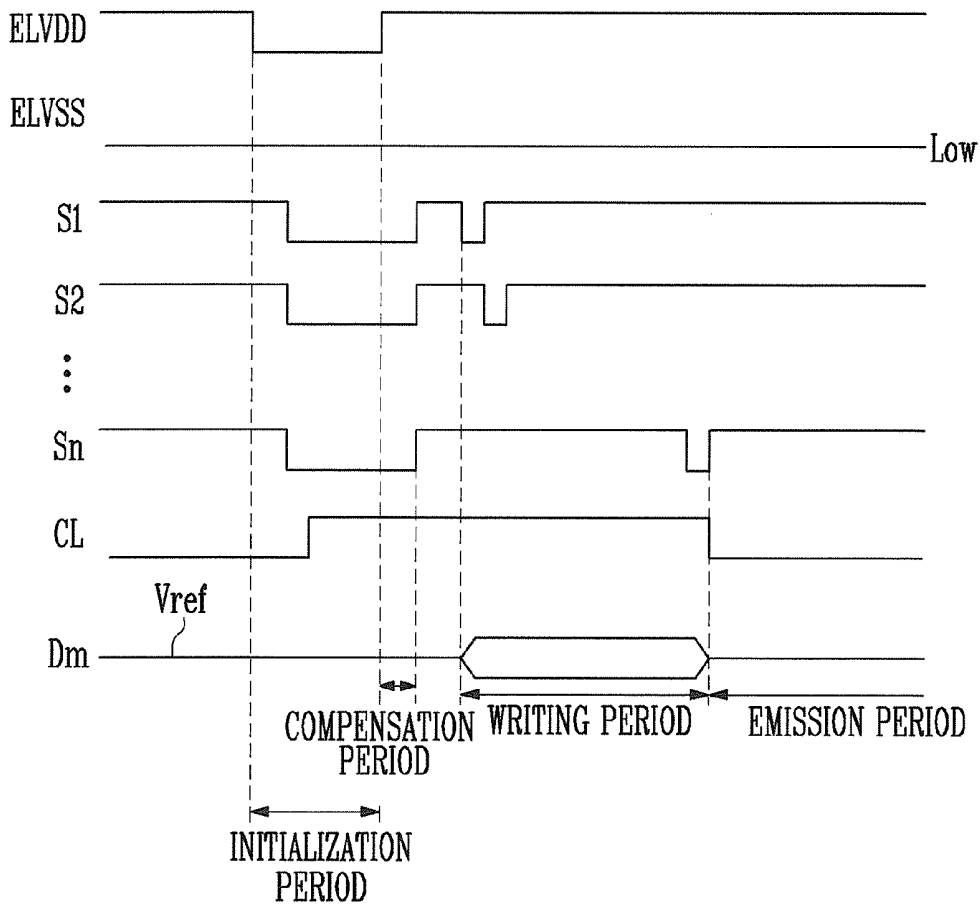 ELVDD
ELVSS
Low
S1
S2
Sn
CL
Vref
Dm
COMPENSATION
PERIOD
WRITING PERIOD
EMISSION PERIOD
INITIALIZATION
PERIOD